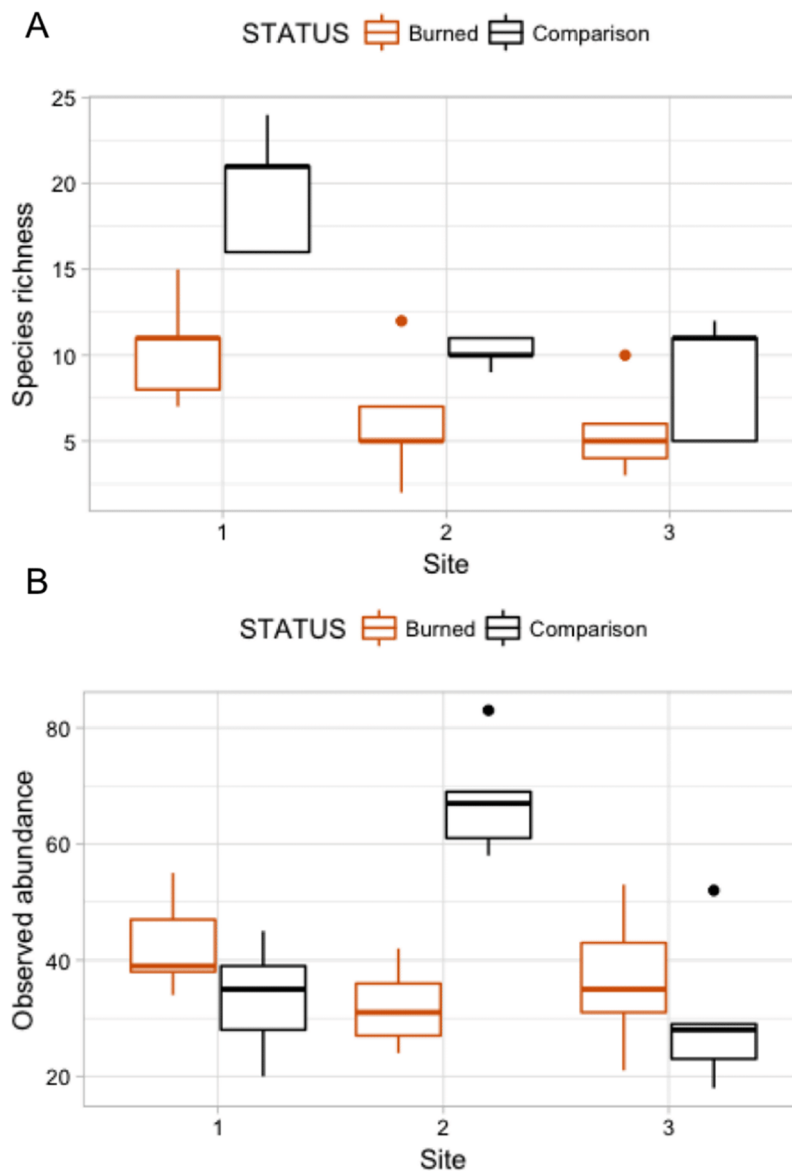 A
STATUS Burned Comparison
25
20
15
10
5
Species richness
1 2 3
Site
B
STATUS Burned Comparison
80
60
40
20
Observed abundance
1 2 3
Site